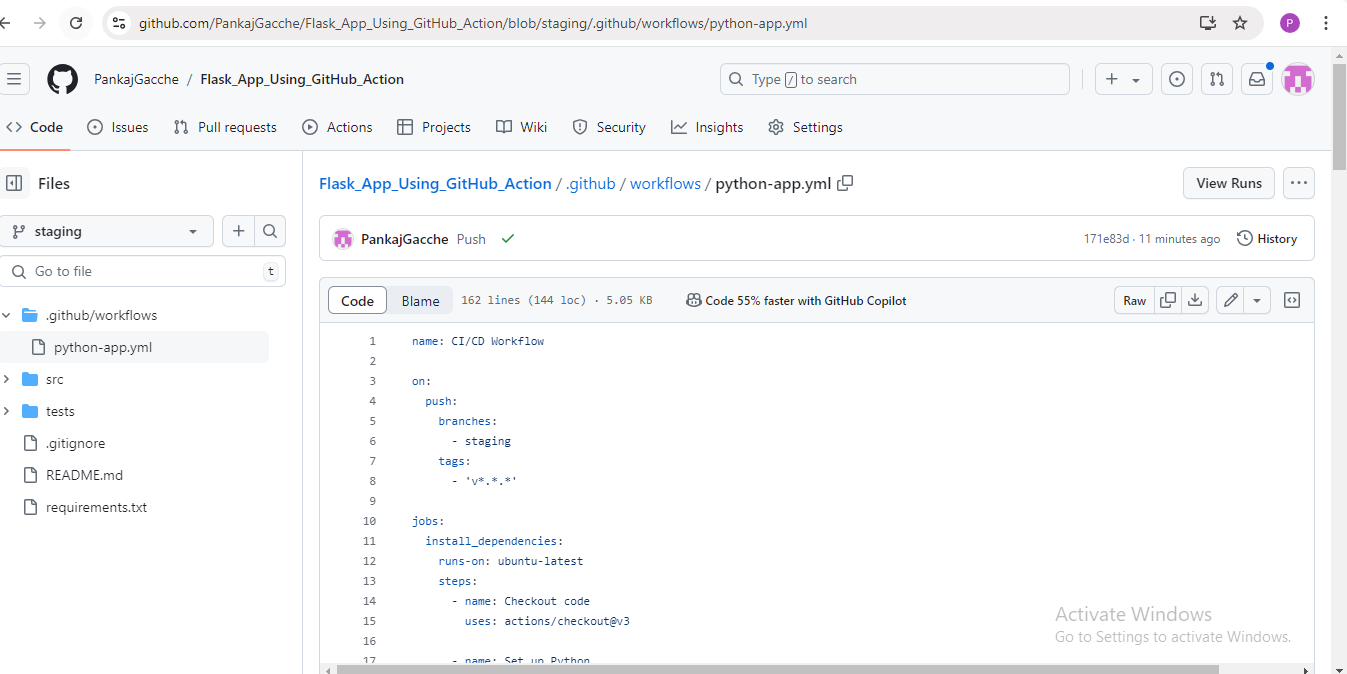 github.com/PankajGacche/Flask_App_Using_GitHub_Action/blob/staging/.github/workflows/python-app.yml
P
PankajGacche / Flask_App_Using_GitHub_Action
Type / to search
Code Issues Pull requests Actions Projects Wiki Security Insights Settings
Files
staging
Go to file t
.github/workflows
python-app.yml
src
tests
.gitignore
README.md
requirements.txt
Flask_App_Using_GitHub_Action / .github / workflows / python-app.yml
View Runs
PankajGacche Push
171e83d · 11 minutes ago History
Code Blame 162 lines (144 loc) · 5.05 KB Code 55% faster with GitHub Copilot Raw
1 name: CI/CD Workflow
2
3 on:
4 push:
5 branches:
6 - staging
7 tags:
8 - 'v*.*.*'
9
10 jobs:
11 install_dependencies:
12 runs-on: ubuntu-latest
13 steps:
14 - name: Checkout code
15 uses: actions/checkout@v3
16
17 - name: Set up Python
Activate Windows
Go to Settings to activate Windows.